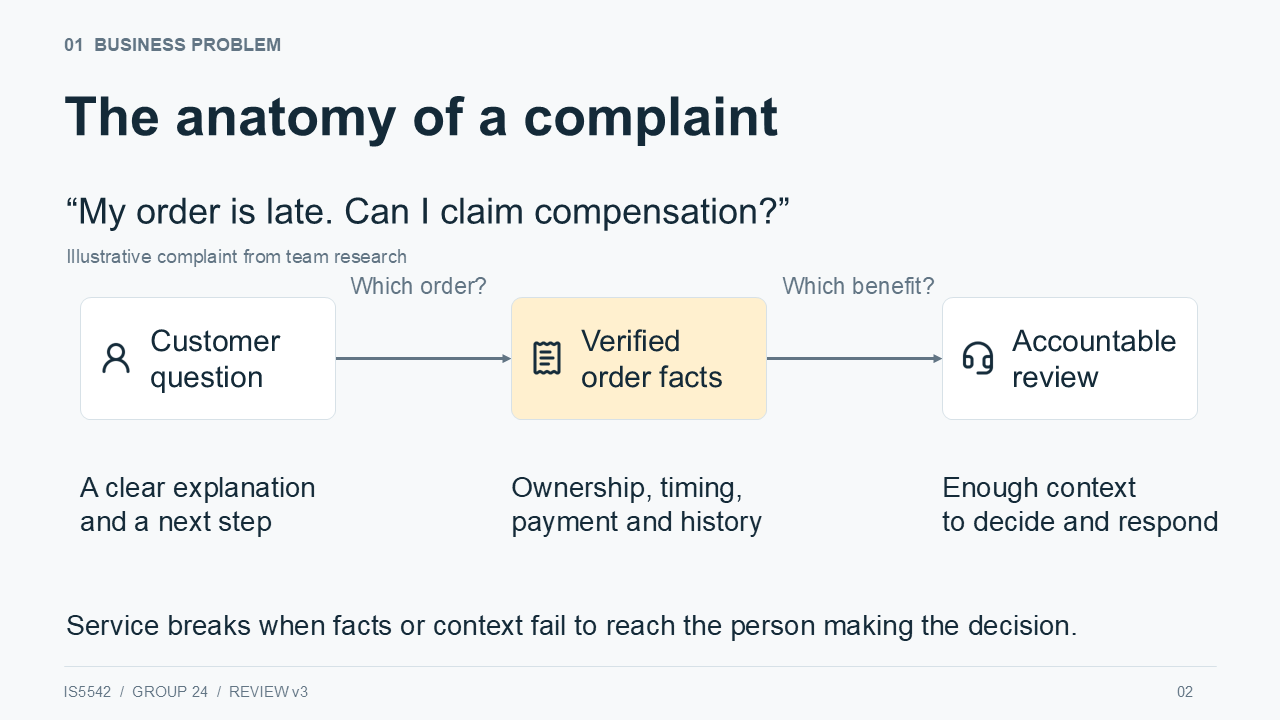 01 BUSINESS PROBLEM
The anatomy of a complaint
“My order is late. Can I claim compensation?”
Illustrative complaint from team research
Which order?
Which benefit?
Customer
question
Verified
order facts
Accountable
review
A clear explanation
and a next step
Ownership, timing,
payment and history
Enough context
to decide and respond
Service breaks when facts or context fail to reach the person making the decision.
IS5542 / GROUP 24 / REVIEW v3
02